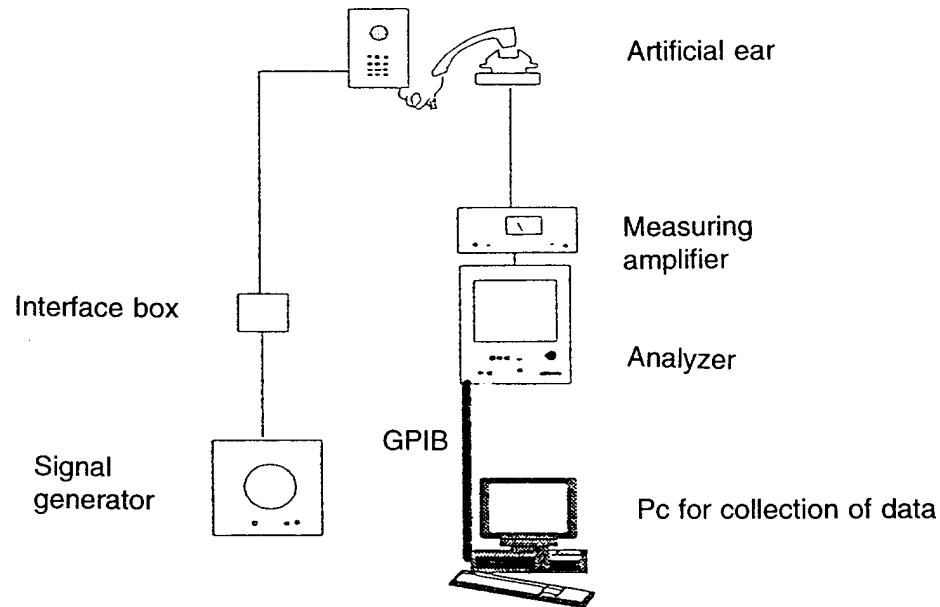 Artificial ear
Measuring
amplifier
Interface box
Analyzer
GPIB
Signal
generator
Pc for collection of data